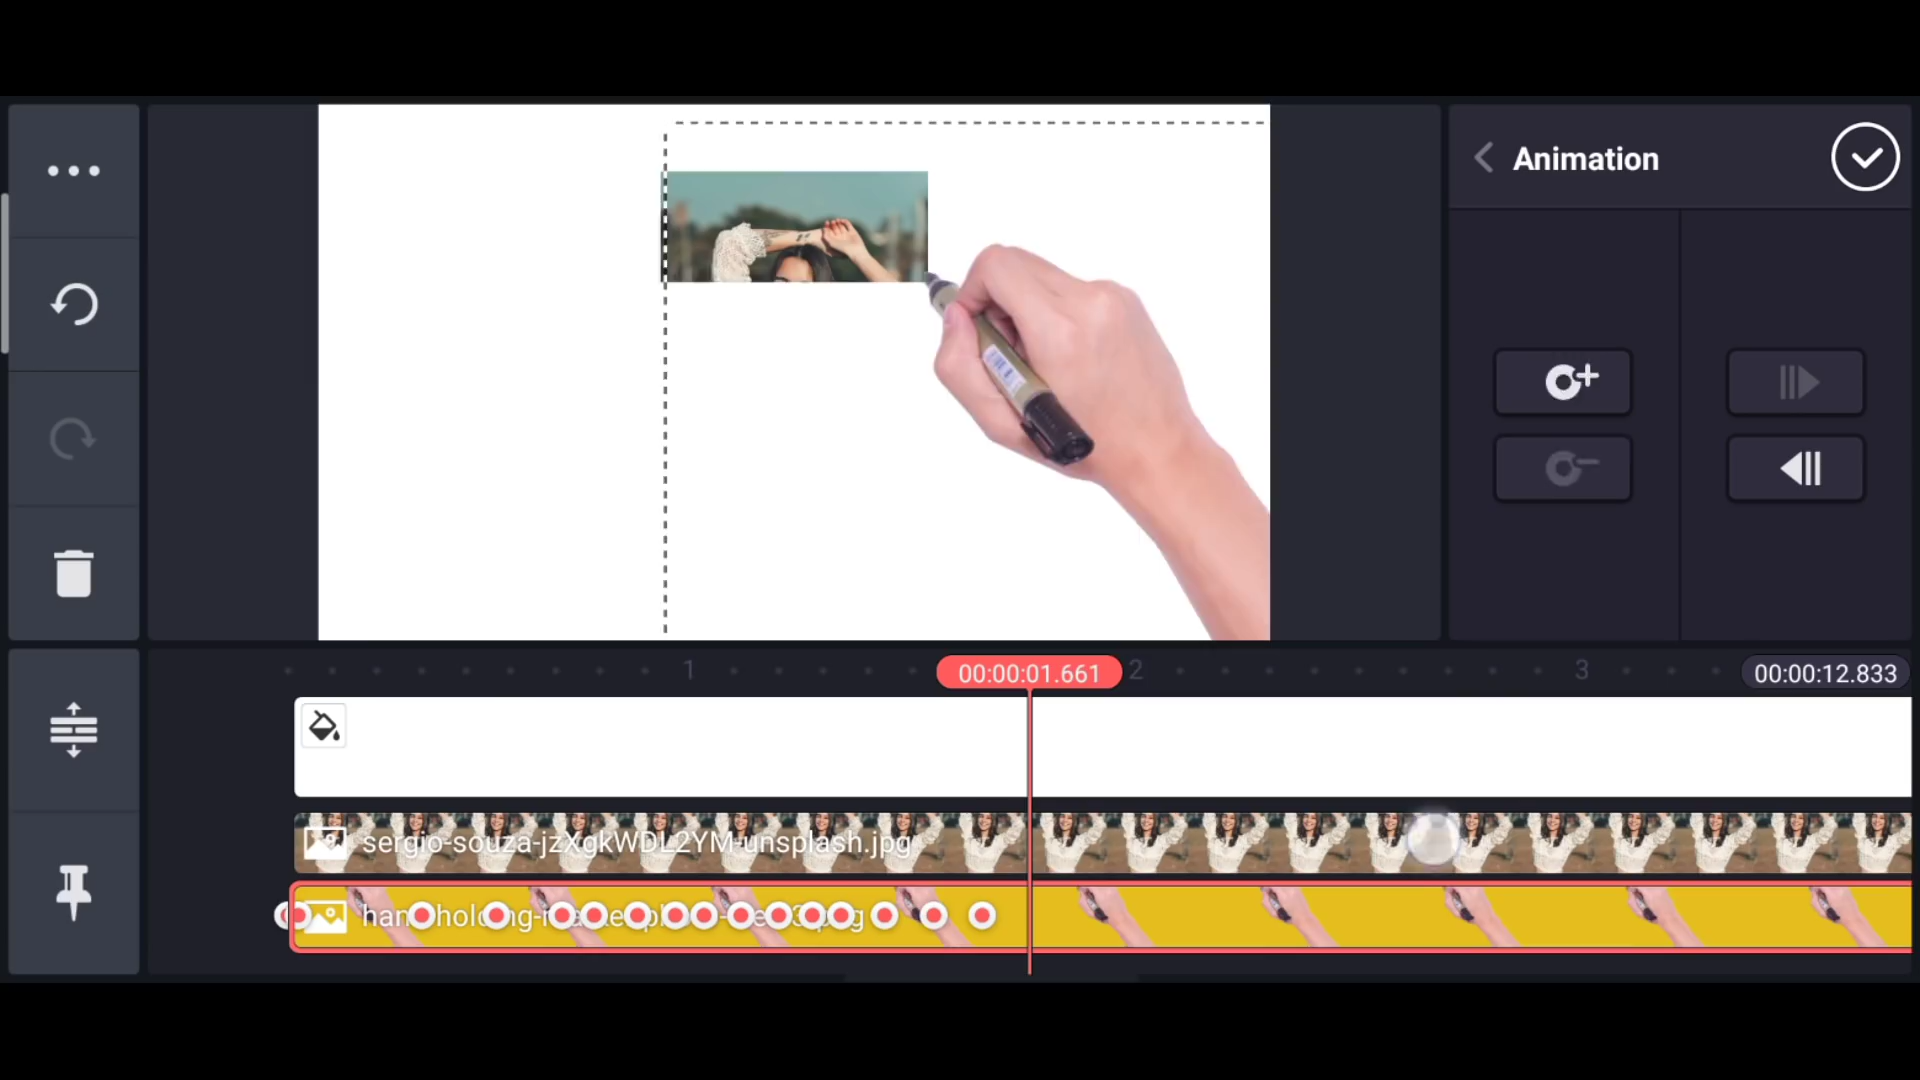 Animation
1
00:00:01.661
2
3
00:00:12.833
sergio-souza-jzXgkWDL2YM-unsplash.jpg